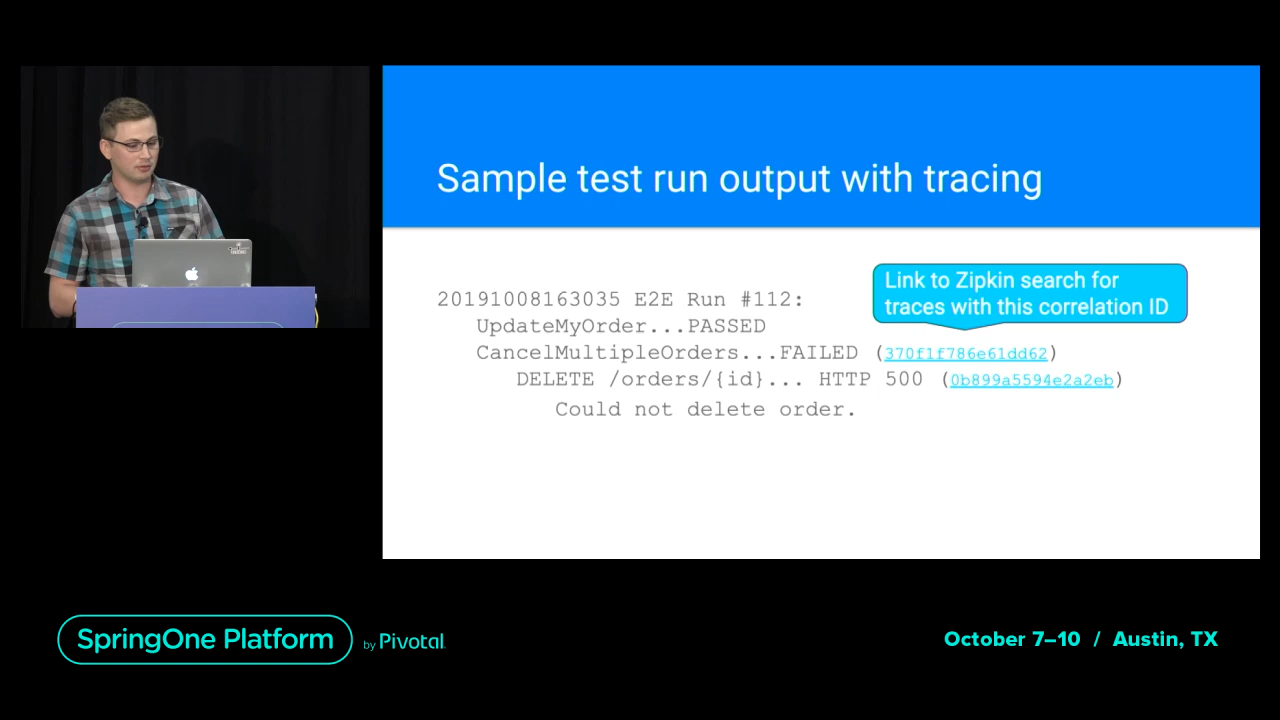 Sample test run output with tracing
Link to Zipkin search for
traces with this correlation ID
20191008163035 E2E Run #112:
UpdateMyOrder...PASSED
CancelMultipleOrders...FAILED (370f1f786e61dd62)
DELETE /orders/{id}... HTTP 500 (0b899a5594e2a2eb)
Could not delete order.
SpringOne Platform
by Pivotal
October 7–10 / Austin, TX